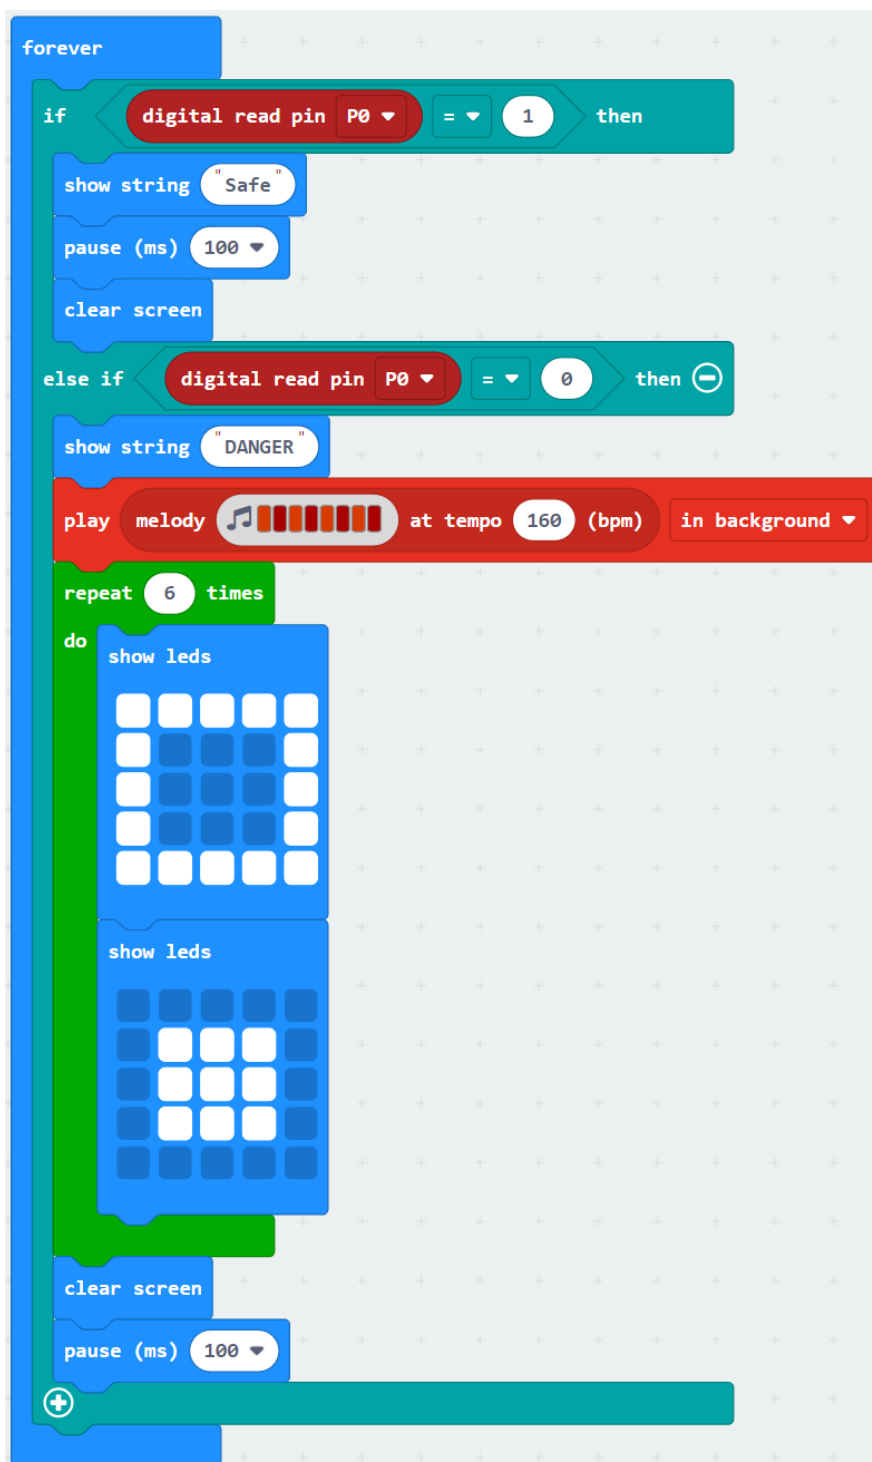 forever
if digital read pin P0 = 1 then
show string "Safe"
pause (ms) 100
clear screen
else if digital read pin P0 = 0 then
show string "DANGER"
play melody at tempo 160 (bpm) in background
repeat 6 times
do
show leds
show leds
clear screen
pause (ms) 100